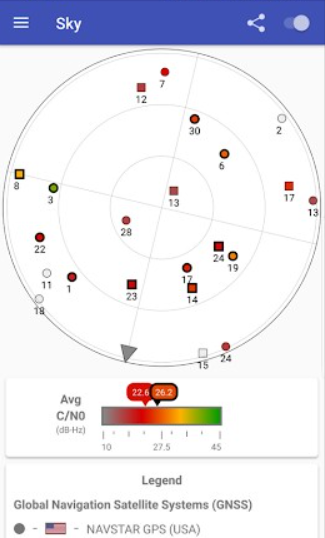 Sky
7
12
30
2
6
8
3
17
13
13
28
22
24
19
11
1
17
18
23
14
15
24
Avg
C/N0
(dB-Hz)
22.6 26.2
10 27.5 45
Legend
Global Navigation Satellite Systems (GNSS)
- - NAVSTAR GPS (USA)